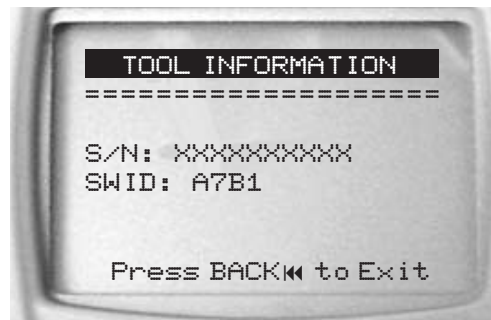 TOOL INFORMATION
====================
S/N: XXXXXXXXXX
SWID: A7B1
Press BACK⏮ to Exit